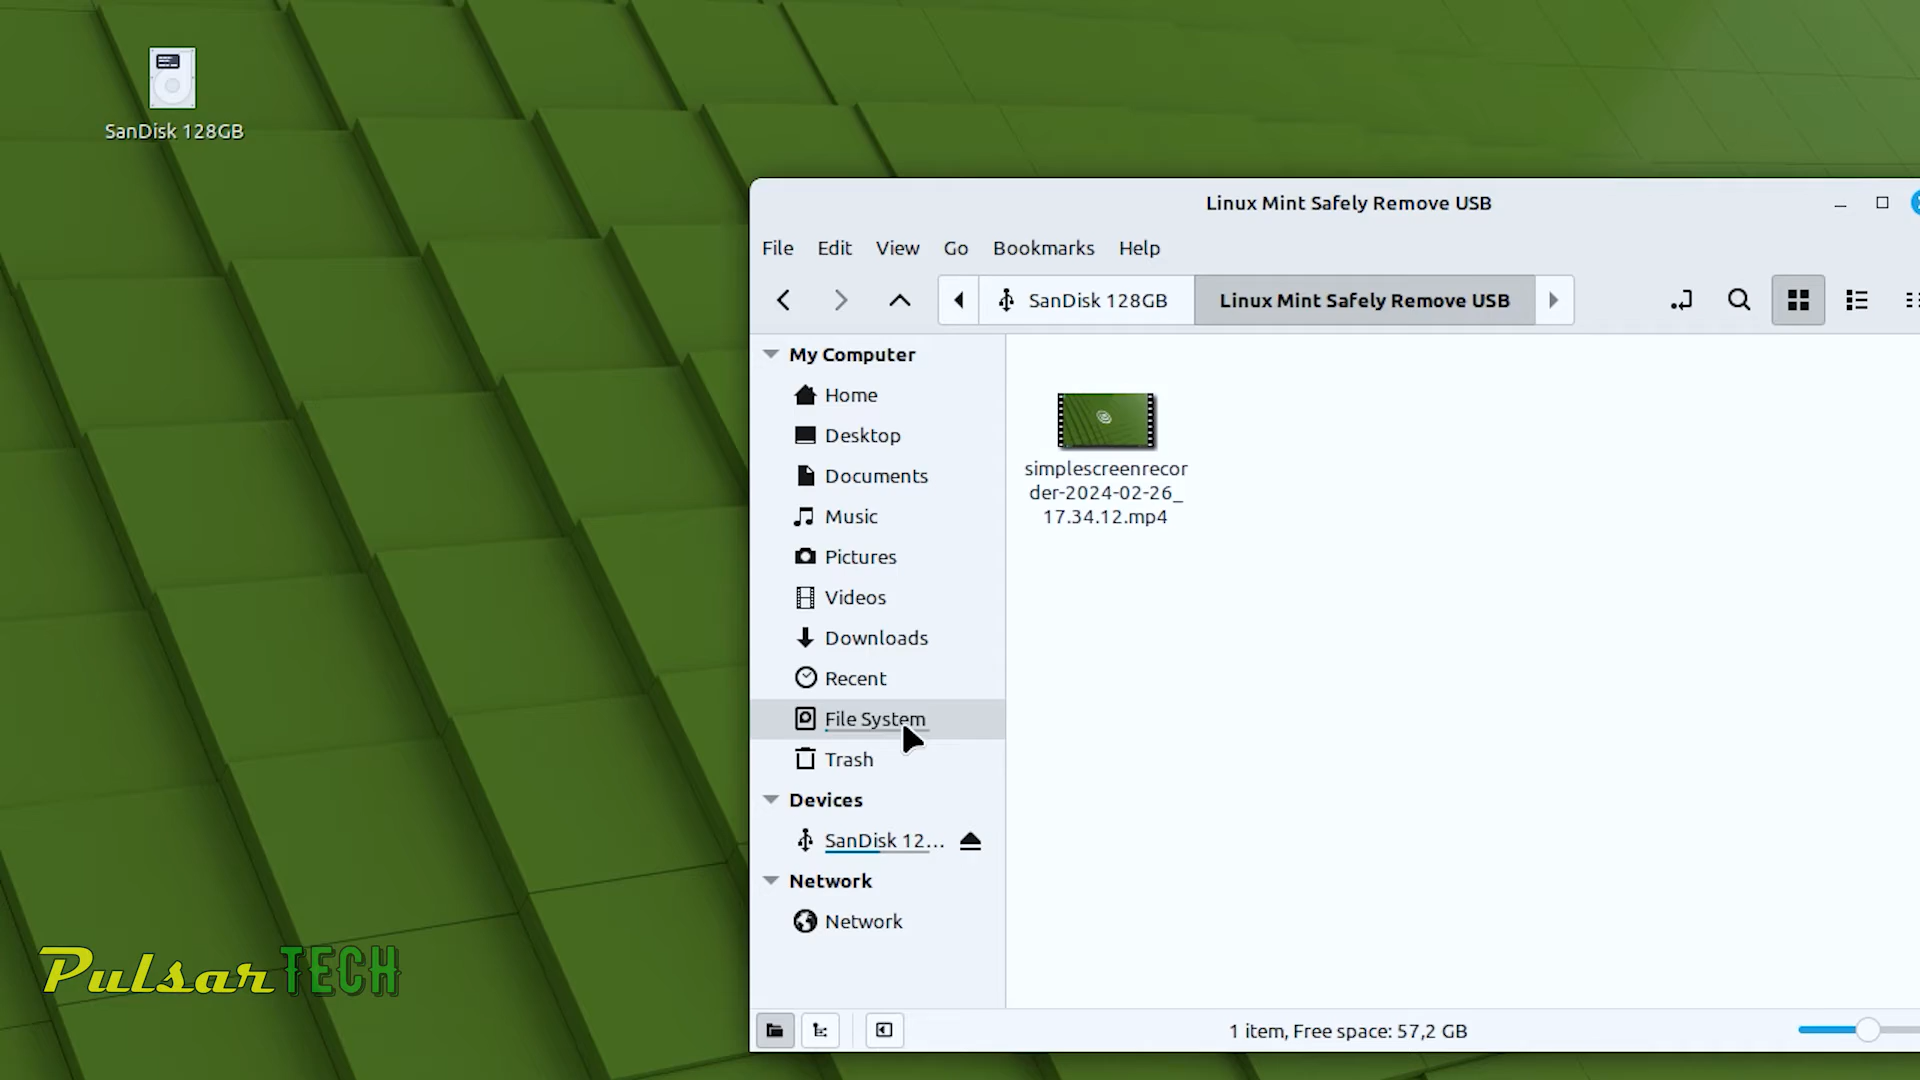 SanDisk 128GB
Linux Mint Safely Remove USB
File Edit View Go Bookmarks Help
SanDisk 128GB Linux Mint Safely Remove USB
My Computer
Home
Desktop
Documents
Music
Pictures
Videos
Downloads
Recent
File System
Trash
Devices
SanDisk 12...
Network
Network
simplescreenrecor
der-2024-02-26_
17.34.12.mp4
1 item, Free space: 57,2 GB
PulsarTECH